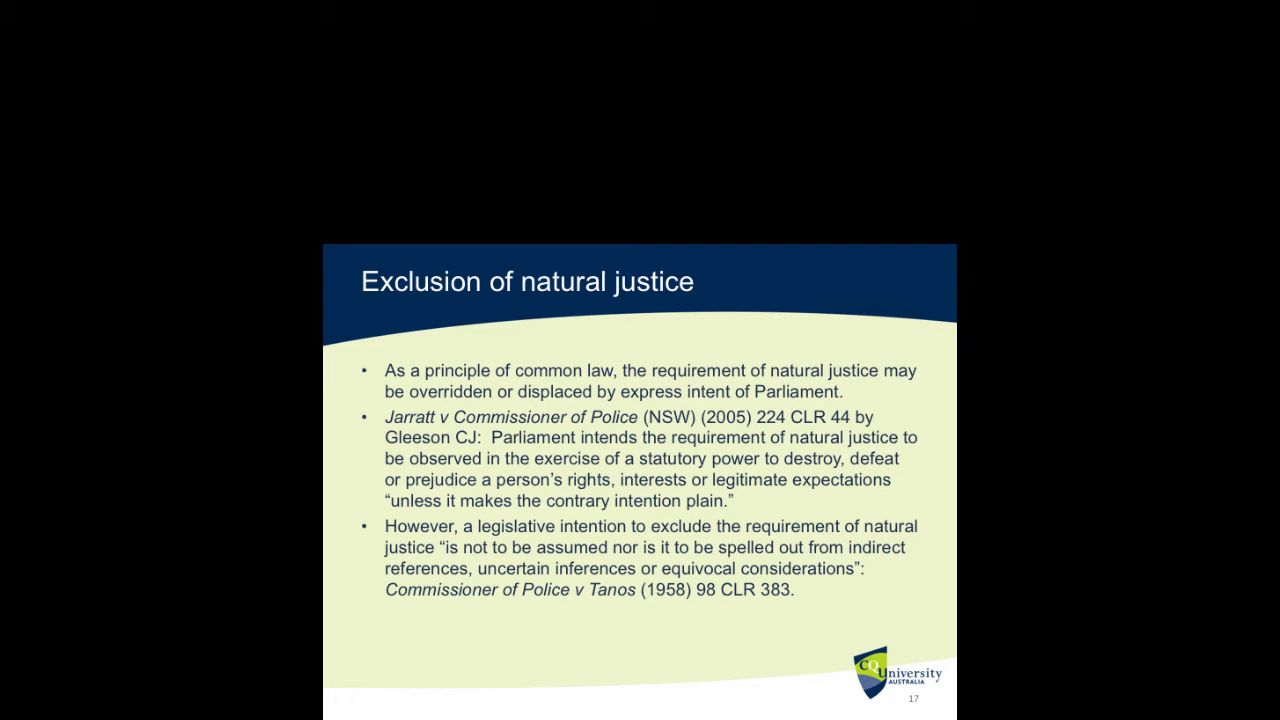 Exclusion of natural justice
• As a principle of common law, the requirement of natural justice may
be overridden or displaced by express intent of Parliament.
• Jarratt v Commissioner of Police (NSW) (2005) 224 CLR 44 by
Gleeson CJ:  Parliament intends the requirement of natural justice to
be observed in the exercise of a statutory power to destroy, defeat
or prejudice a person’s rights, interests or legitimate expectations
“unless it makes the contrary intention plain.”
• However, a legislative intention to exclude the requirement of natural
justice “is not to be assumed nor is it to be spelled out from indirect
references, uncertain inferences or equivocal considerations”:
Commissioner of Police v Tanos (1958) 98 CLR 383.
CQUniversity
AUSTRALIA
17